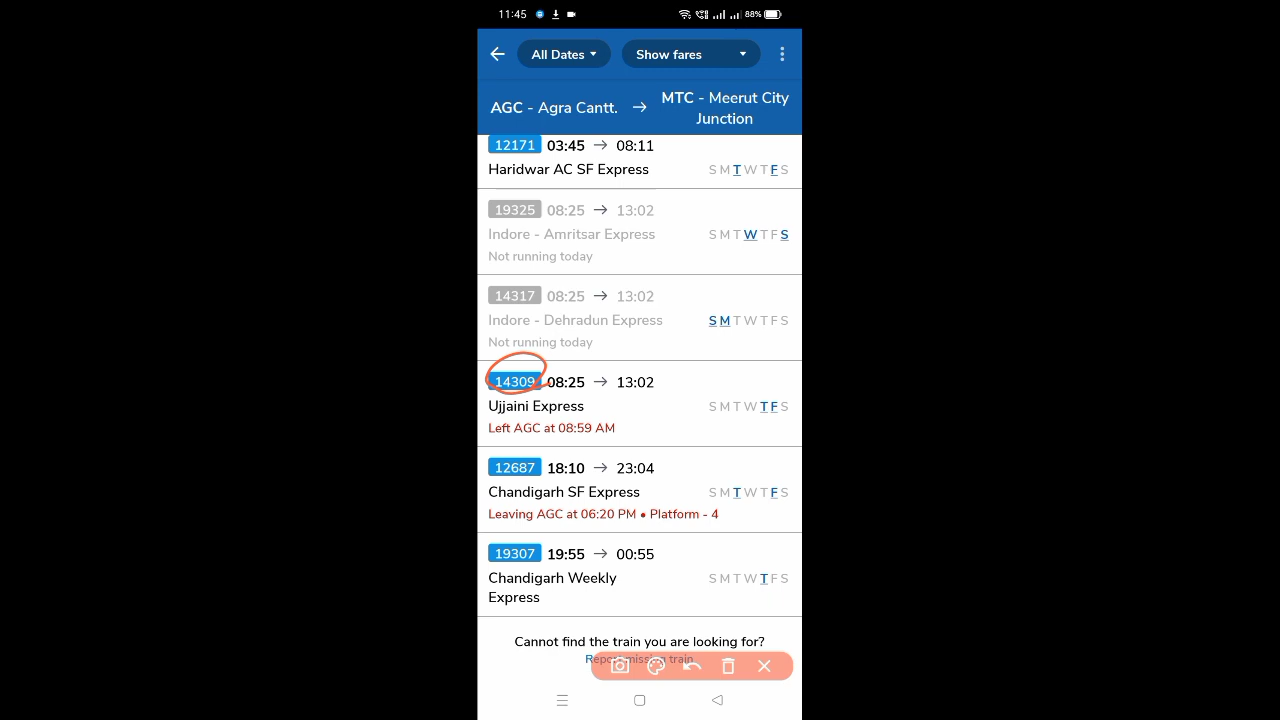 11:45 88%
All Dates Show fares
AGC - Agra Cantt. → MTC - Meerut City
Junction
12171 03:45 → 08:11
Haridwar AC SF Express S M T W T F S
19325 08:25 → 13:02
Indore - Amritsar Express S M T W T F S
Not running today
14317 08:25 → 13:02
Indore - Dehradun Express S M T W T F S
Not running today
14309 08:25 → 13:02
Ujjaini Express S M T W T F S
Left AGC at 08:59 AM
12687 18:10 → 23:04
Chandigarh SF Express S M T W T F S
Leaving AGC at 06:20 PM • Platform - 4
19307 19:55 → 00:55
Chandigarh Weekly S M T W T F S
Express
Cannot find the train you are looking for?
Report missing train